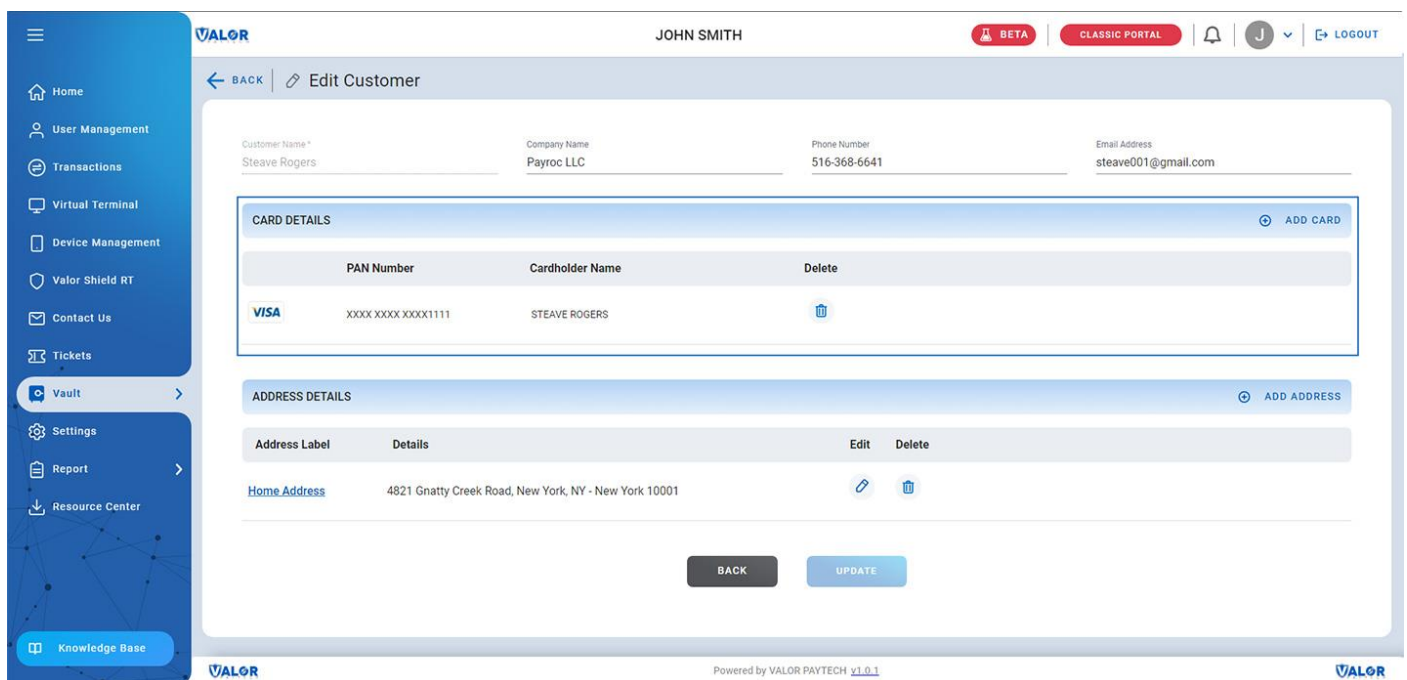 VALOR
JOHN SMITH
BETA
CLASSIC PORTAL
J
LOGOUT
Home
User Management
Transactions
Virtual Terminal
Device Management
Valor Shield RT
Contact Us
Tickets
Vault
Settings
Report
Resource Center
Knowledge Base
BACK
Edit Customer
Customer Name *
Company Name
Phone Number
Email Address
Steave Rogers
Payroc LLC
516-368-6641
steave001@gmail.com
CARD DETAILS
ADD CARD
PAN Number
Cardholder Name
Delete
VISA
XXXX XXXX XXXX1111
STEAVE ROGERS
ADDRESS DETAILS
ADD ADDRESS
Address Label
Details
Edit
Delete
Home Address
4821 Gnatty Creek Road, New York, NY - New York 10001
BACK
UPDATE
VALOR
Powered by VALOR PAYTECH v1.0.1
VALOR